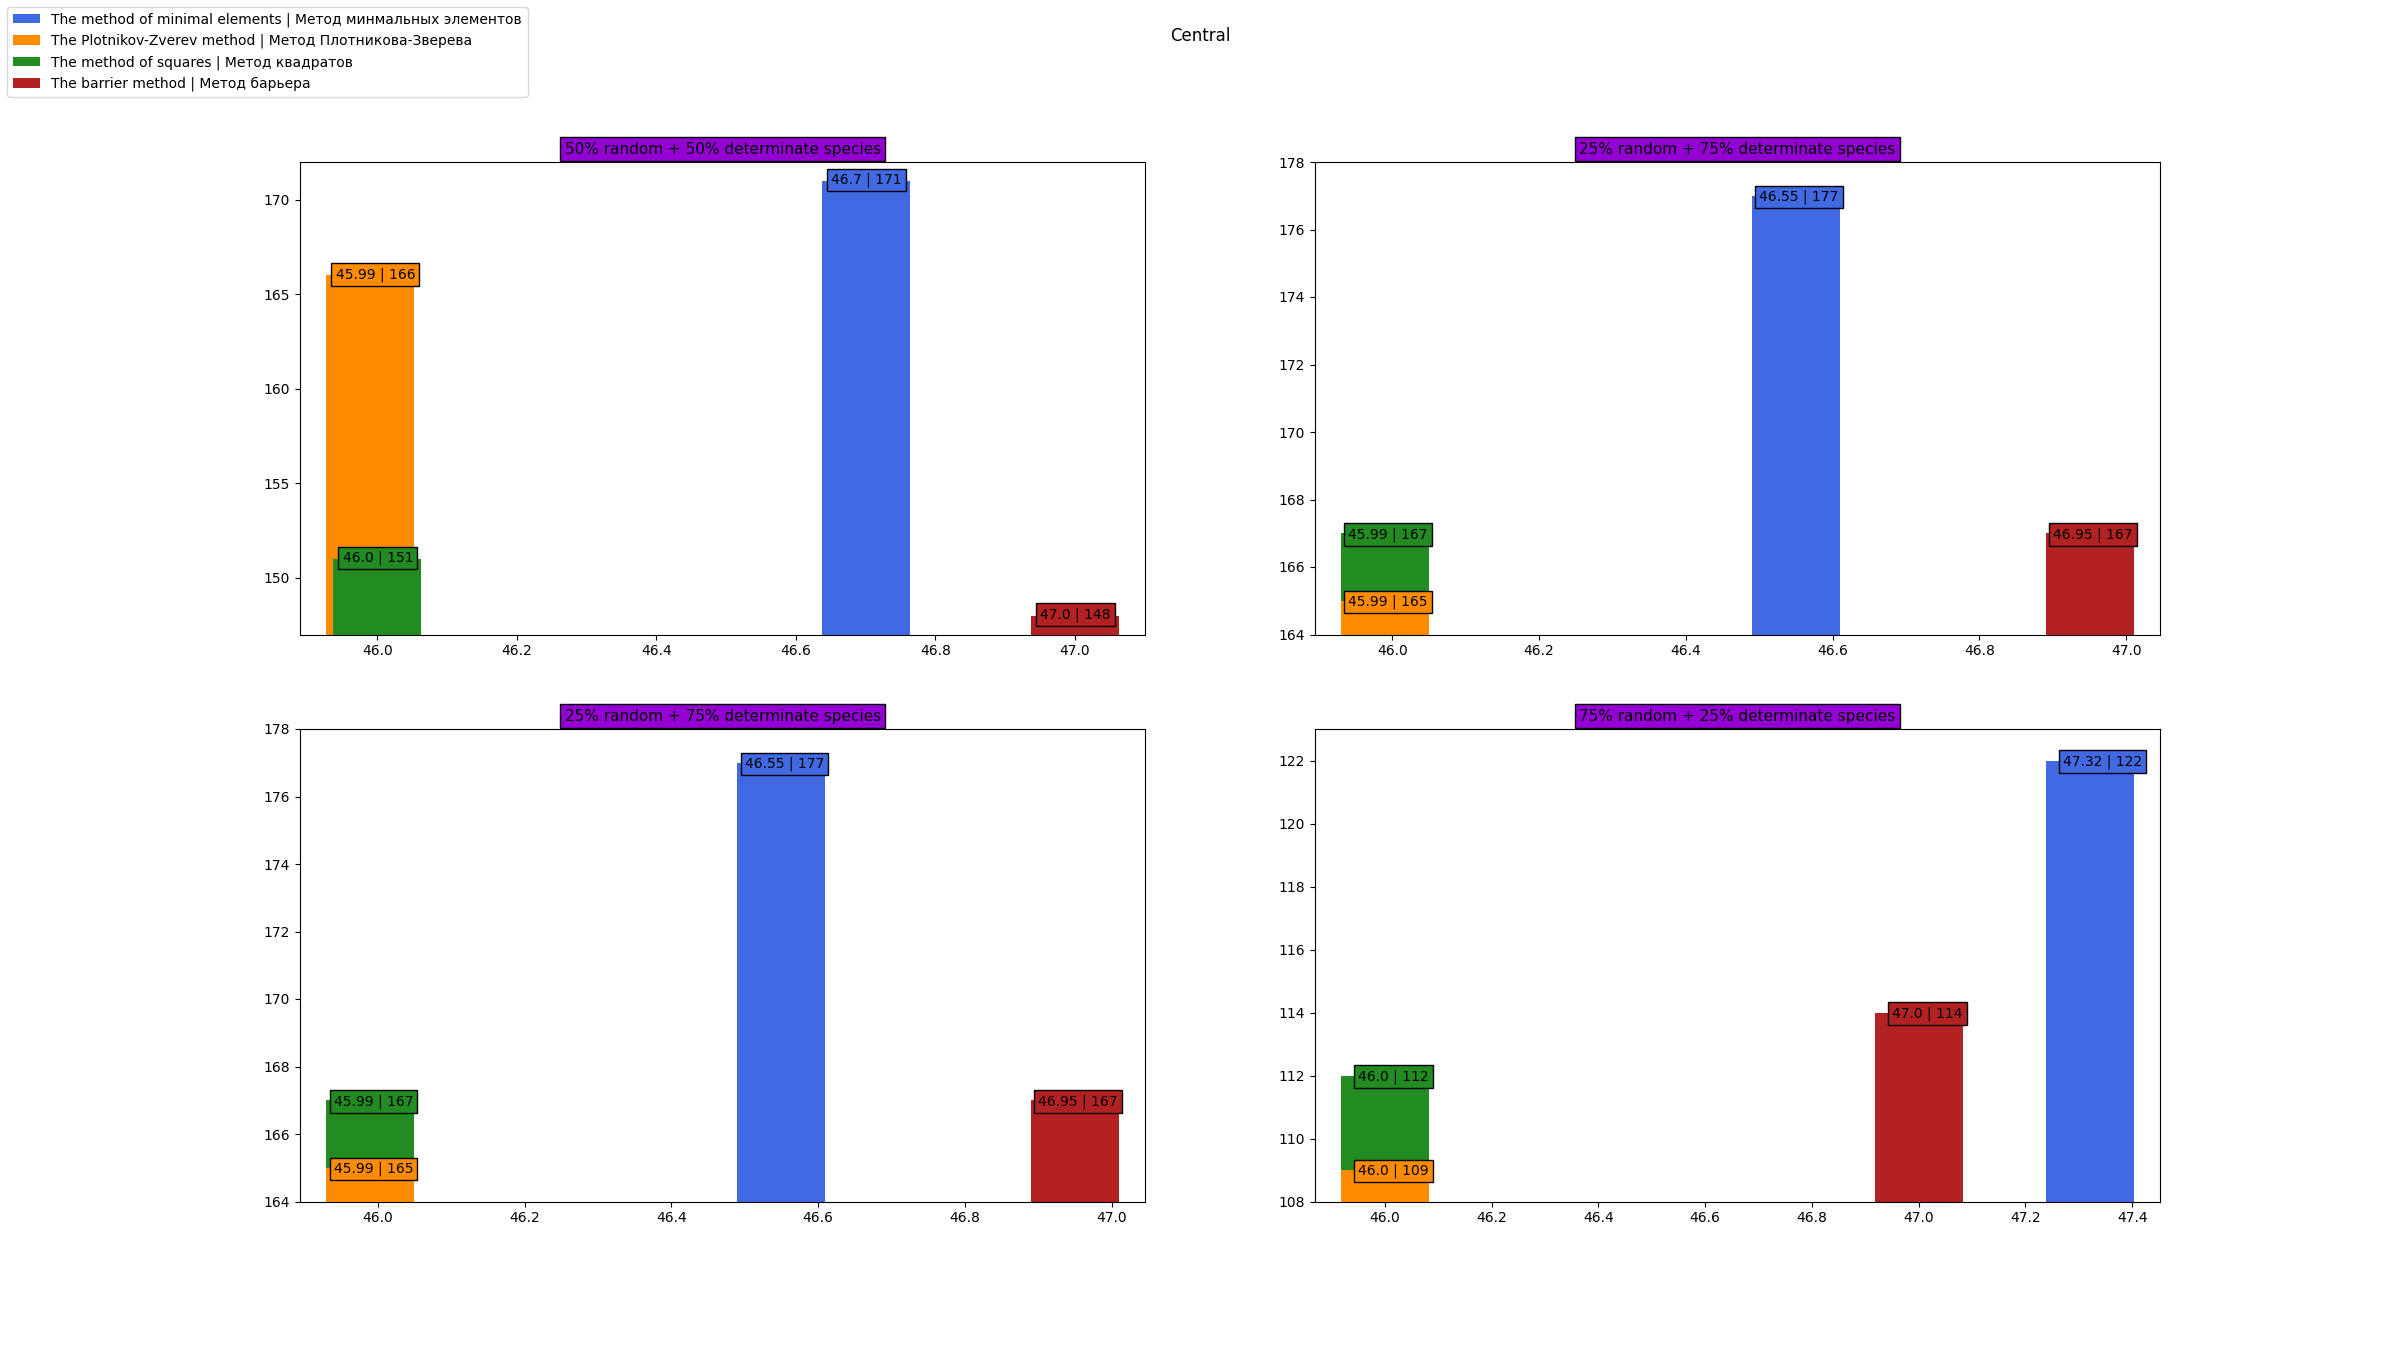 The method of minimal elements | Метод минмальных элементов
The Plotnikov-Zverev method | Метод Плотникова-Зверева
The method of squares | Метод квадратов
The barrier method | Метод барьера
Central
50% random + 50% determinate species
170
165
160
155
150
46.7 | 171
45.99 | 166
46.0 | 151
47.0 | 148
46.0 46.2 46.4 46.6 46.8 47.0
25% random + 75% determinate species
178
176
174
172
170
168
166
164
46.55 | 177
45.99 | 167
46.95 | 167
45.99 | 165
46.0 46.2 46.4 46.6 46.8 47.0
25% random + 75% determinate species
178
176
174
172
170
168
166
164
46.55 | 177
45.99 | 167
46.95 | 167
45.99 | 165
46.0 46.2 46.4 46.6 46.8 47.0
75% random + 25% determinate species
122
120
118
116
114
112
110
108
47.32 | 122
47.0 | 114
46.0 | 112
46.0 | 109
46.0 46.2 46.4 46.6 46.8 47.0 47.2 47.4